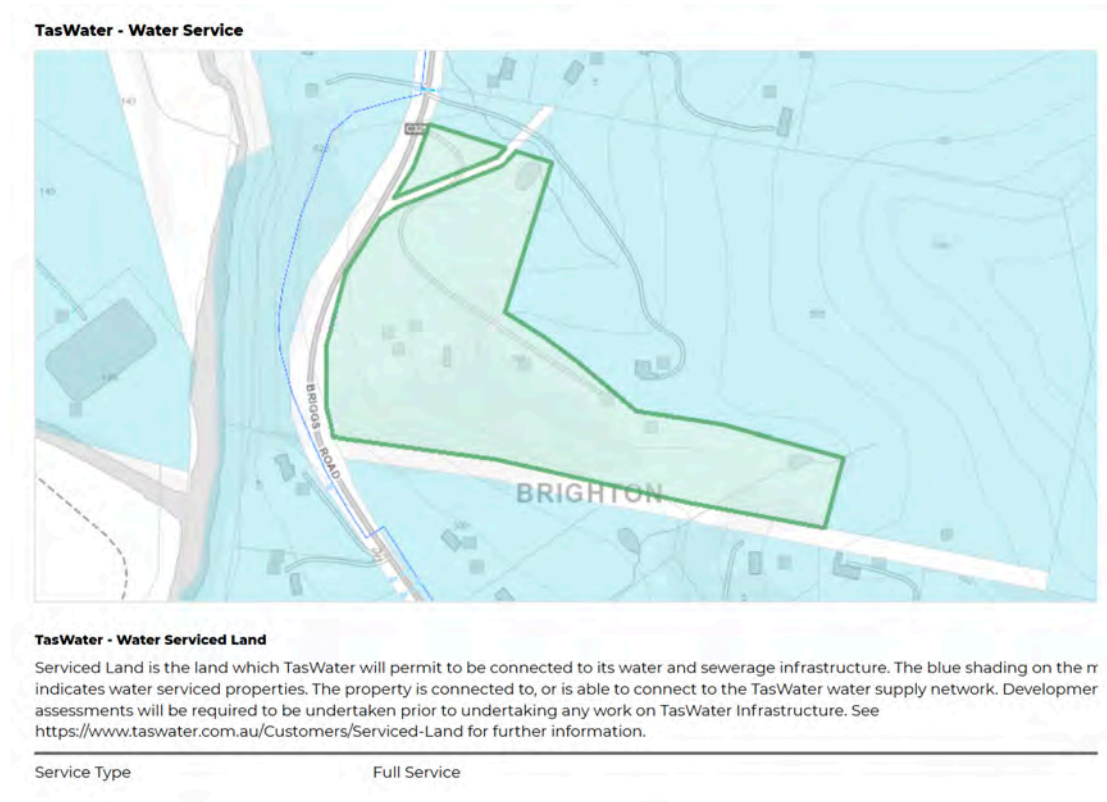 TasWater - Water Service
140
C321
140
BRIGGS
ROAD
BRIGHTON
TasWater - Water Serviced Land
Serviced Land is the land which TasWater will permit to be connected to its water and sewerage infrastructure. The blue shading on the m
indicates water serviced properties. The property is connected to, or is able to connect to the TasWater water supply network. Developmer
assessments will be required to be undertaken prior to undertaking any work on TasWater Infrastructure. See
https://www.taswater.com.au/Customers/Serviced-Land for further information.
Service Type Full Service